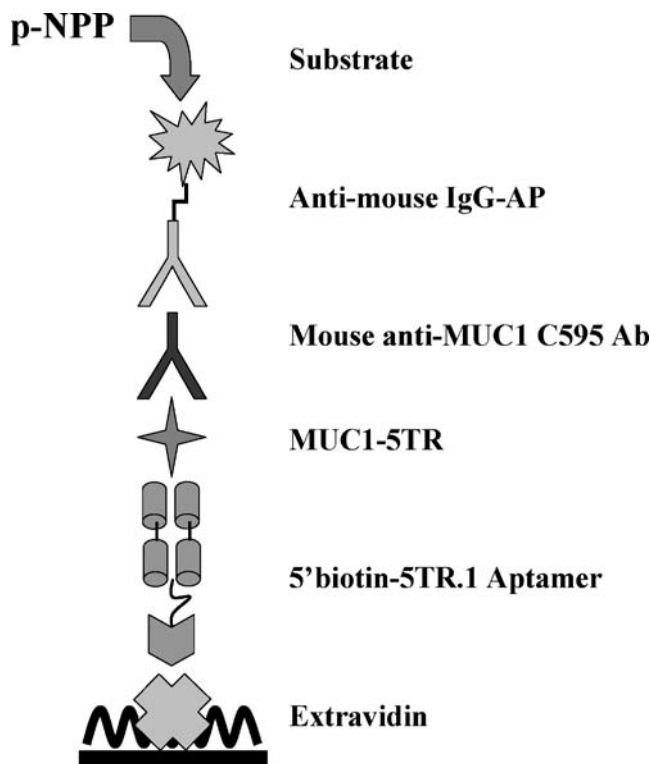 p-NPP
Substrate
Anti-mouse IgG-AP
Mouse anti-MUC1 C595 Ab
MUC1-5TR
5’biotin-5TR.1 Aptamer
Extravidin